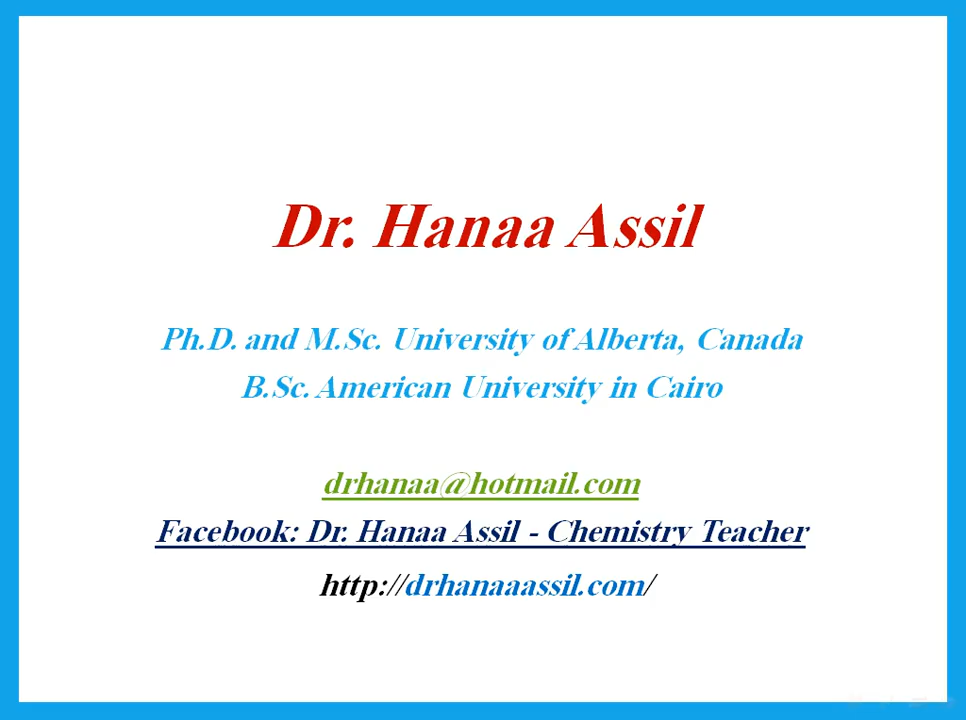 Dr. Hanaa Assil
Ph.D. and M.Sc. University of Alberta, Canada
B.Sc. American University in Cairo
drhanaa@hotmail.com
Facebook: Dr. Hanaa Assil - Chemistry Teacher
http://drhanaaassil.com/